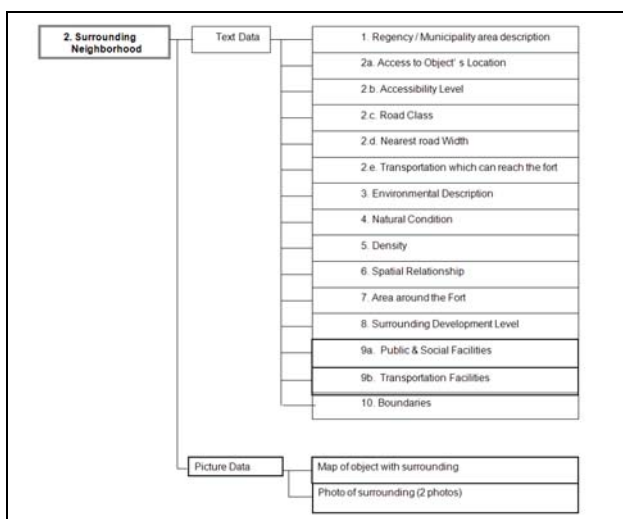 2. Surrounding
Neighborhood
Text Data
1. Regency / Municipality area description
2a. Access to Object' s Location
2.b. Accessibility Level
2.c. Road Class
2.d. Nearest road Width
2.e. Transportation which can reach the fort
3. Environmental Description
4. Natural Condition
5. Density
6. Spatial Relationship
7. Area around the Fort
8. Surrounding Development Level
9a. Public & Social Facilities
9b. Transportation Facilities
10. Boundaries
Picture Data
Map of object with surrounding
Photo of surrounding (2 photos)